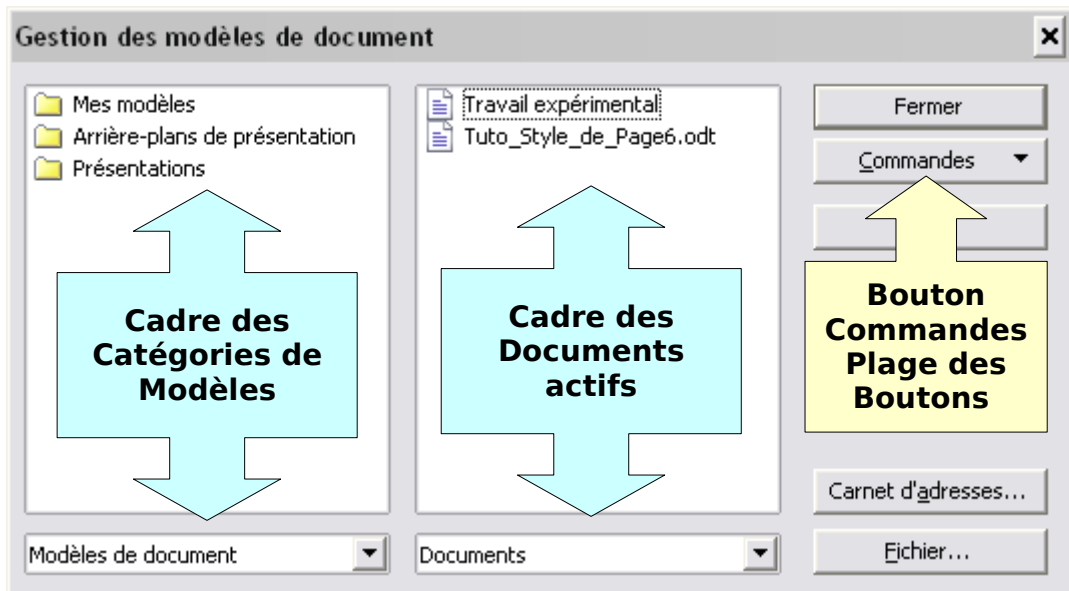 Gestion des modèles de document
Mes modèles
Arrière-plans de présentation
Présentations
Cadre des
Catégories de
Modèles
Modèles de document
Travail expérimental
Tuto_Style_de_Page6.odt
Cadre des
Documents
actifs
Documents
Fermer
Commandes
Bouton
Commandes
Plage des
Boutons
Carnet d'adresses...
Fichier...